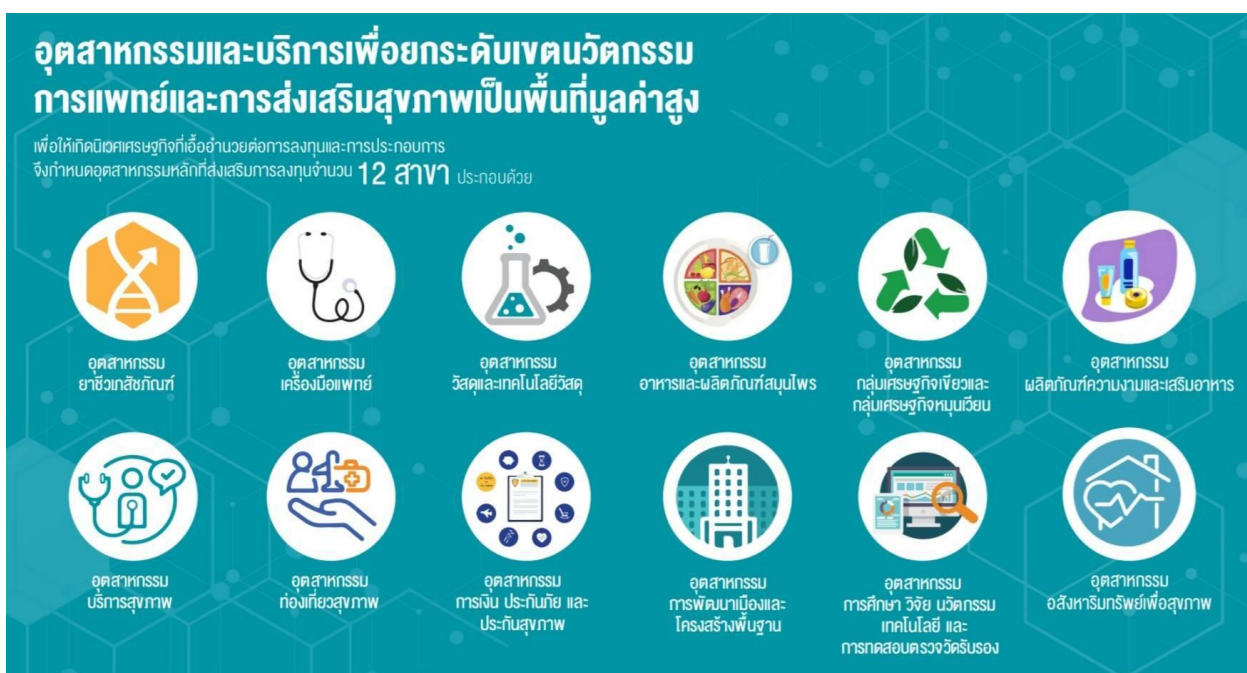 อุตสาหกรรมและบริการเพื่อยกระดับเขตนวัตกรรม
การแพทย์และการส่งเสริมสุขภาพเป็นพื้นที่มูลค่าสูง
เพื่อให้เกิดนิเวศเศรษฐกิจที่เอื้ออำนวยต่อการลงทุนและการประกอบการ
จึงกำหนดอุตสาหกรรมหลักที่ส่งเสริมการลงทุนจำนวน 12 สาขา ประกอบด้วย
อุตสาหกรรม
ยาชีวเภสัชภัณฑ์
อุตสาหกรรม
เครื่องมือแพทย์
อุตสาหกรรม
วัสดุและเทคโนโลยีวัสดุ
อุตสาหกรรม
อาหารและผลิตภัณฑ์สมุนไพร
อุตสาหกรรม
กลุ่มเศรษฐกิจเขียวและ
กลุ่มเศรษฐกิจหมุนเวียน
อุตสาหกรรม
ผลิตภัณฑ์ความงามและเสริมอาหาร
อุตสาหกรรม
บริการสุขภาพ
อุตสาหกรรม
ท่องเที่ยวสุขภาพ
อุตสาหกรรม
การเงิน ประกันภัย และ
ประกันสุขภาพ
อุตสาหกรรม
การพัฒนาเมืองและ
โครงสร้างพื้นฐาน
อุตสาหกรรม
การศึกษา วิจัย นวัตกรรม
เทคโนโลยี และ
การทดสอบตรวจวัดรับรอง
อุตสาหกรรม
อสังหาริมทรัพย์เพื่อสุขภาพ